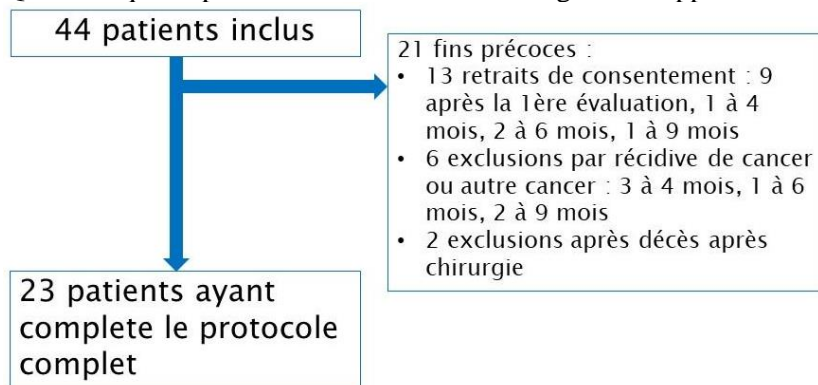 44 patients inclus
21 fins précoces :
• 13 retraits de consentement : 9
après la 1ère évaluation, 1 à 4
mois, 2 à 6 mois, 1 à 9 mois
• 6 exclusions par récidive de cancer
ou autre cancer : 3 à 4 mois, 1 à 6
mois, 2 à 9 mois
• 2 exclusions après décès après
chirurgie
23 patients ayant
complete le protocole
complet